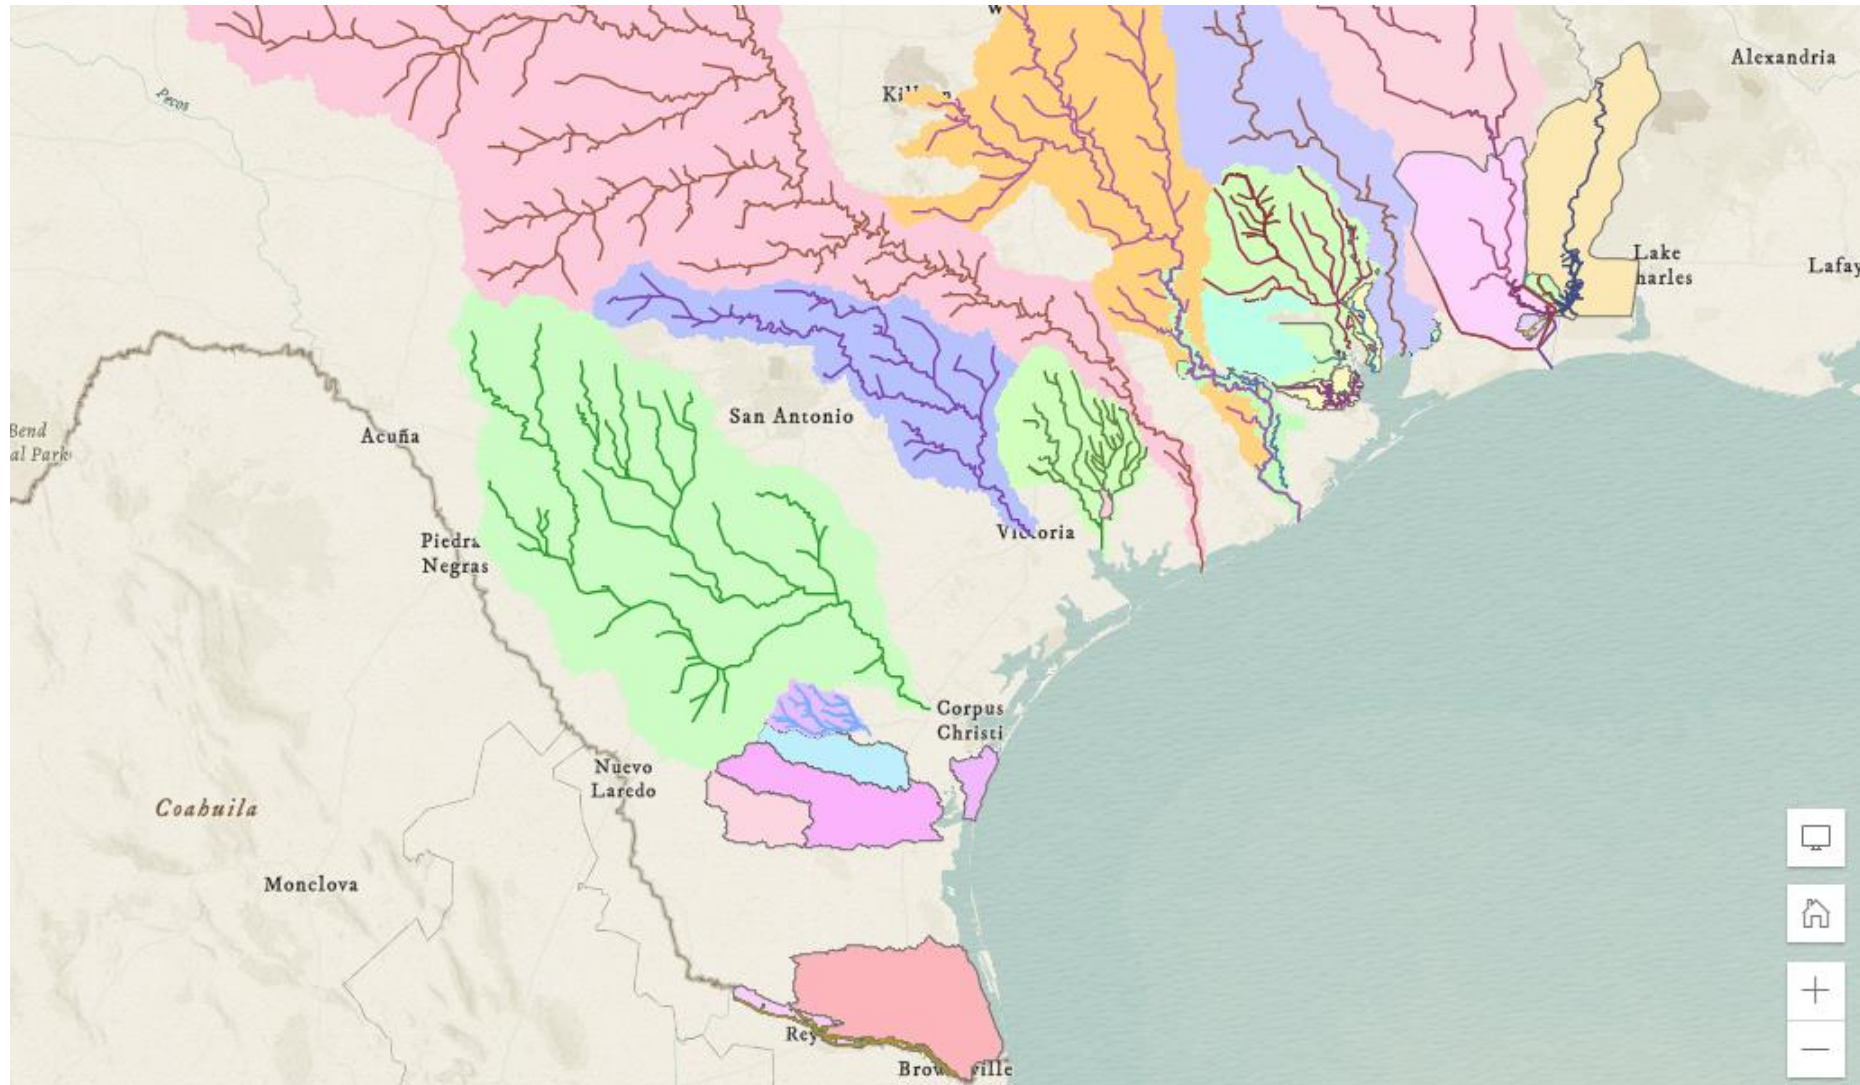 Alexandria
Pecos
Lake
harles
Lafay
San Antonio
Bend
al Park
Acuña
Victoria
Piedra
Negras
Corpus
Christi
Nuevo
Laredo
Coahuila
Monclova
Rey
Brow ville